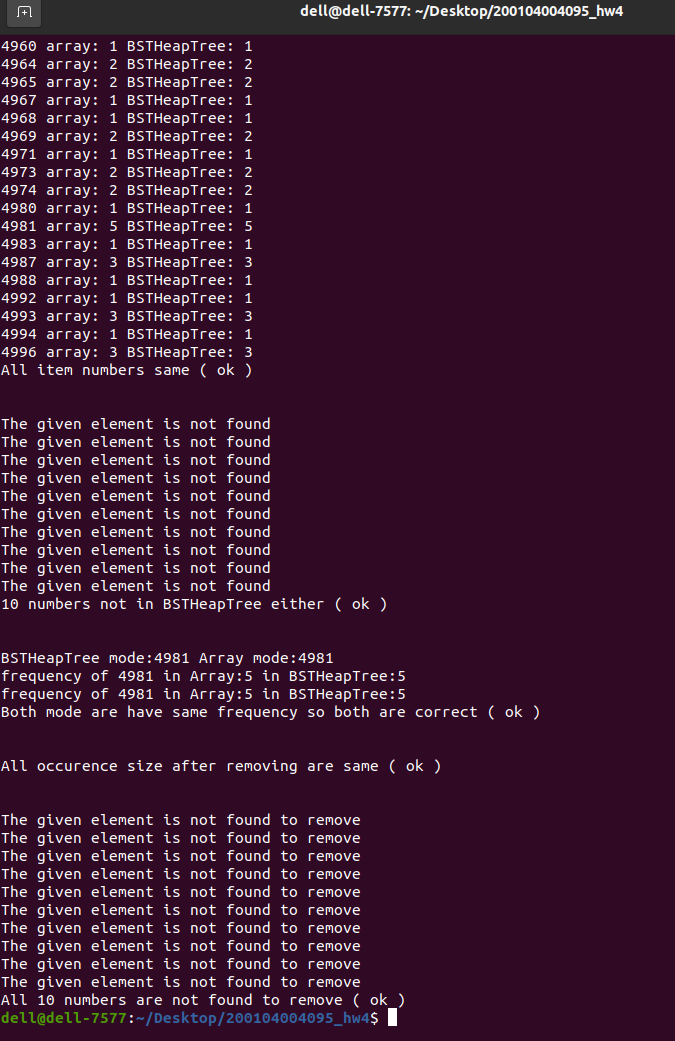 dell@dell-7577: ~/Desktop/200104004095_hw4
4960 array: 1 BSTHeapTree: 1
4964 array: 2 BSTHeapTree: 2
4965 array: 2 BSTHeapTree: 2
4967 array: 1 BSTHeapTree: 1
4968 array: 1 BSTHeapTree: 1
4969 array: 2 BSTHeapTree: 2
4971 array: 1 BSTHeapTree: 1
4973 array: 2 BSTHeapTree: 2
4974 array: 2 BSTHeapTree: 2
4980 array: 1 BSTHeapTree: 1
4981 array: 5 BSTHeapTree: 5
4983 array: 1 BSTHeapTree: 1
4987 array: 3 BSTHeapTree: 3
4988 array: 1 BSTHeapTree: 1
4992 array: 1 BSTHeapTree: 1
4993 array: 3 BSTHeapTree: 3
4994 array: 1 BSTHeapTree: 1
4996 array: 3 BSTHeapTree: 3
All item numbers same ( ok )
The given element is not found
The given element is not found
The given element is not found
The given element is not found
The given element is not found
The given element is not found
The given element is not found
The given element is not found
The given element is not found
The given element is not found
10 numbers not in BSTHeapTree either ( ok )
BSTHeapTree mode:4981 Array mode:4981
frequency of 4981 in Array:5 in BSTHeapTree:5
frequency of 4981 in Array:5 in BSTHeapTree:5
Both mode are have same frequency so both are correct ( ok )
All occurence size after removing are same ( ok )
The given element is not found to remove
The given element is not found to remove
The given element is not found to remove
The given element is not found to remove
The given element is not found to remove
The given element is not found to remove
The given element is not found to remove
The given element is not found to remove
The given element is not found to remove
The given element is not found to remove
All 10 numbers are not found to remove ( ok )
dell@dell-7577:~/Desktop/200104004095_hw4$